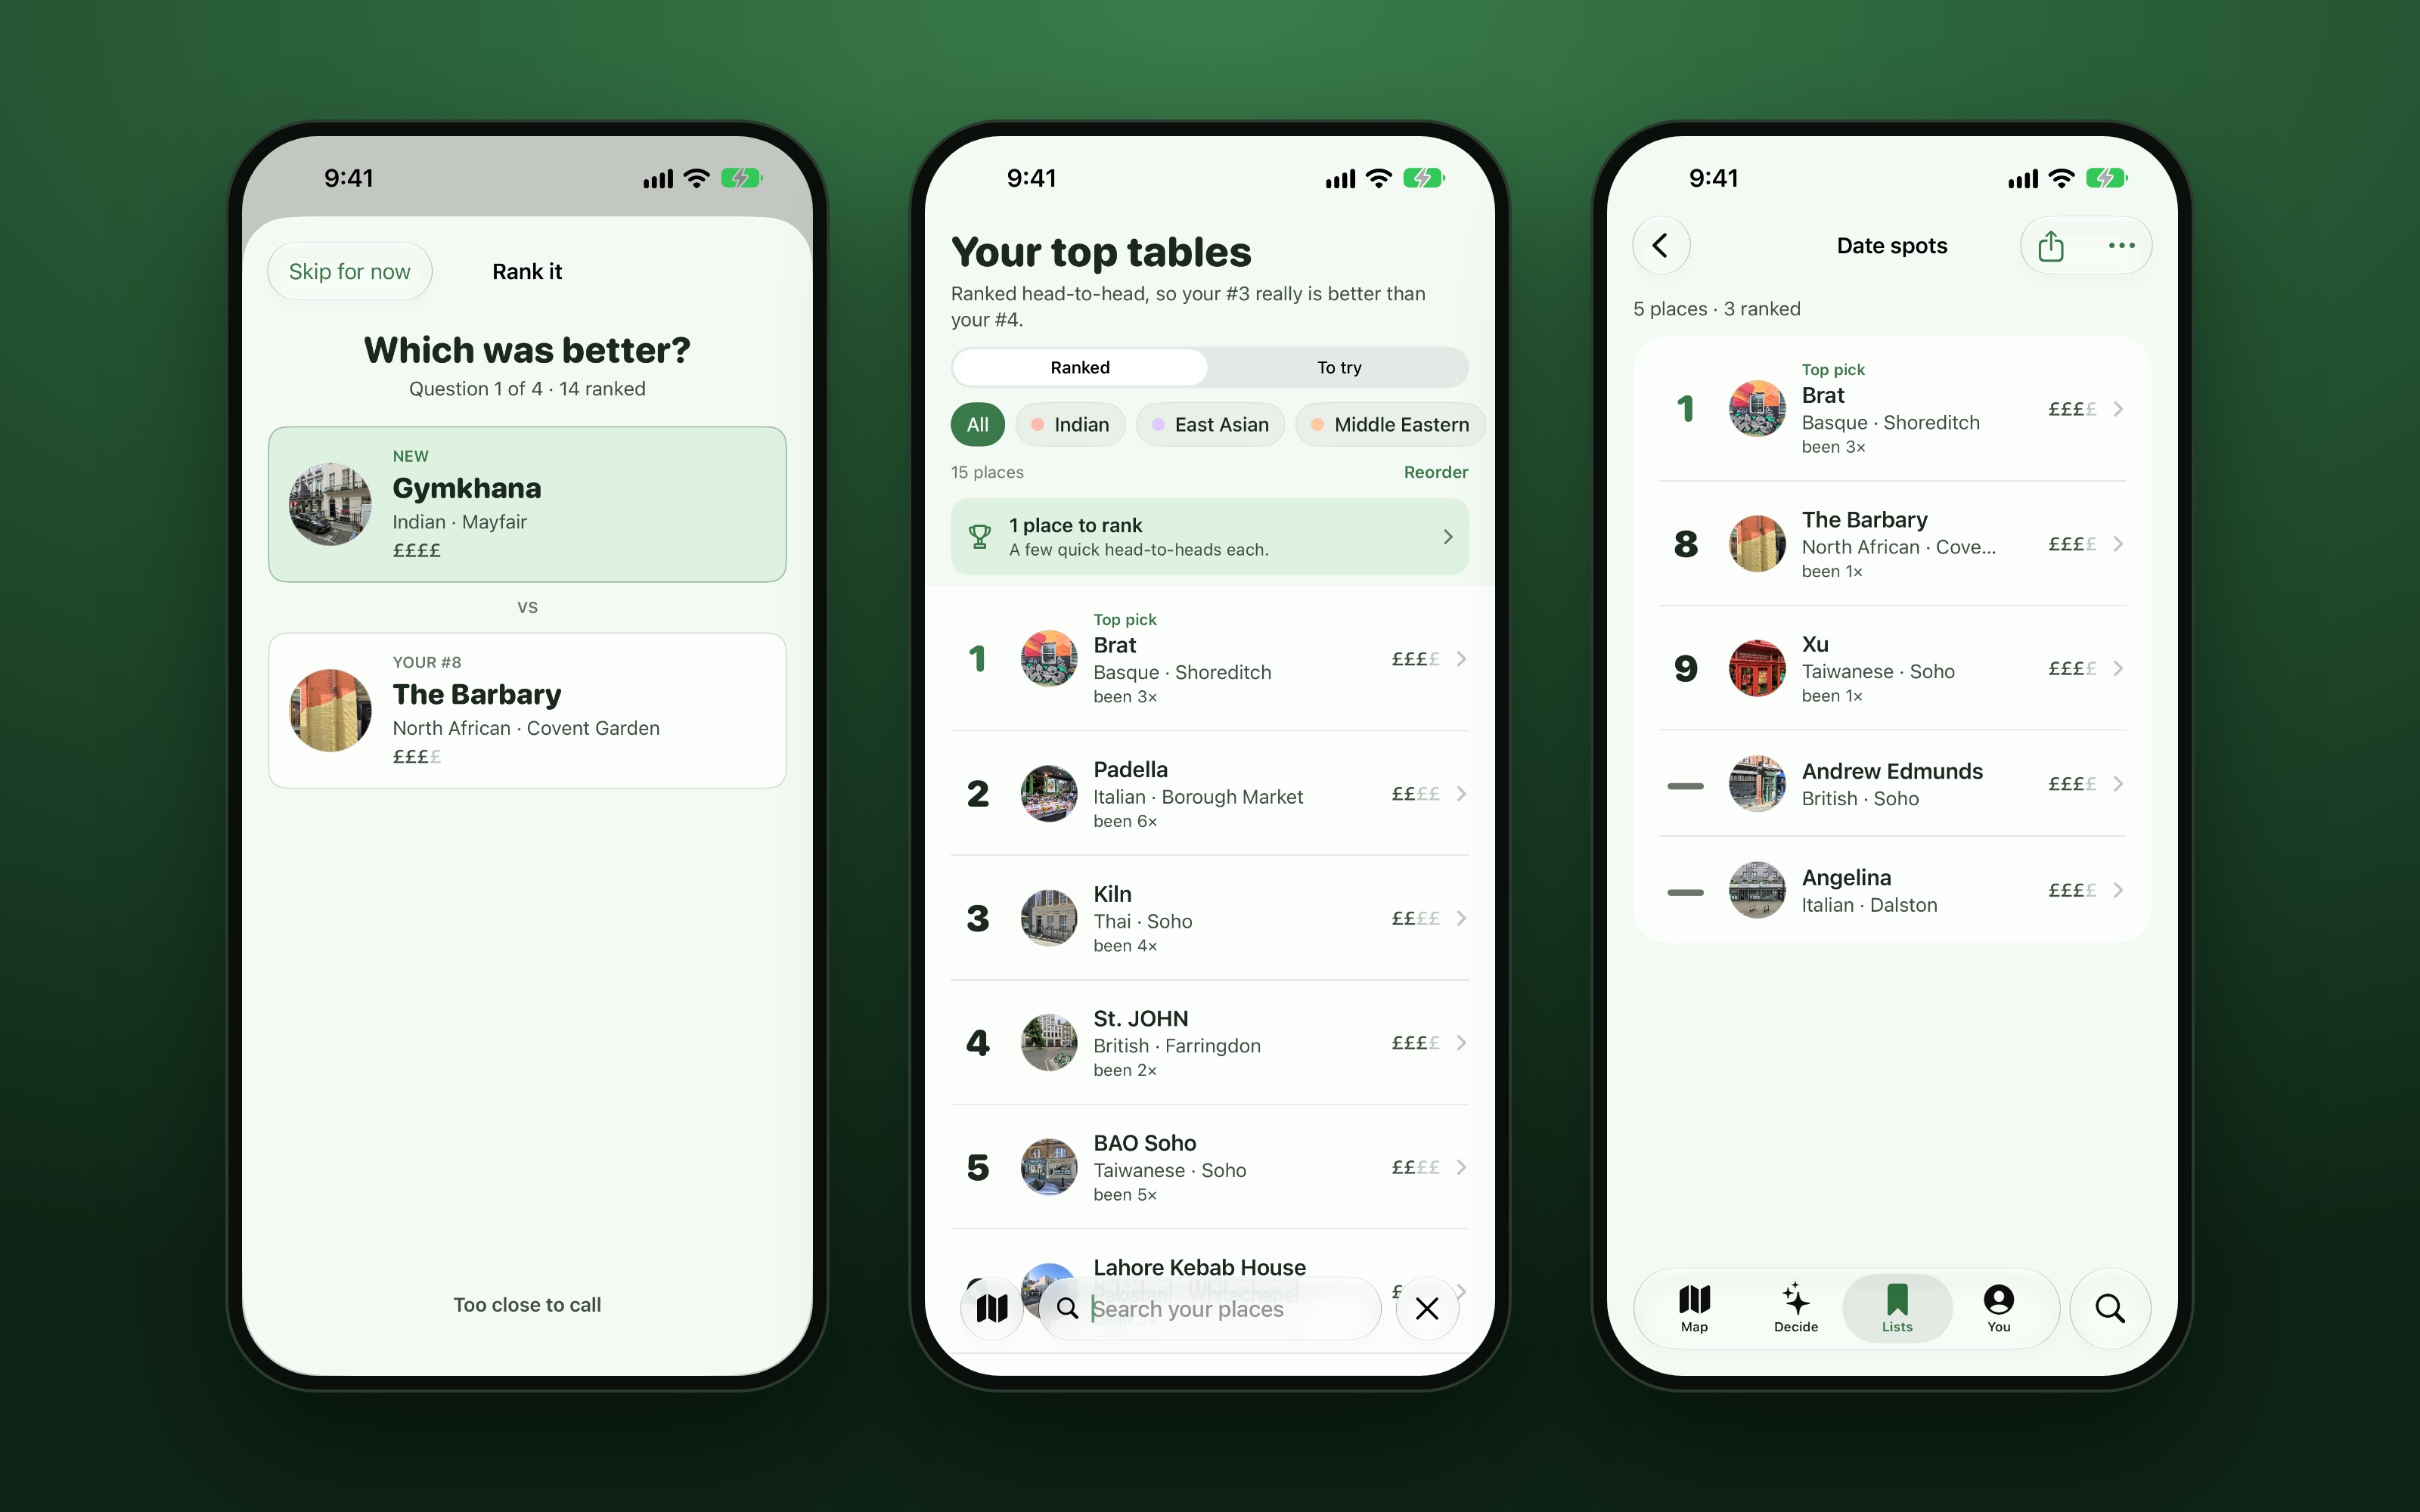 9:41
Skip for now
Rank it
Which was better?
Question 1 of 4 · 14 ranked
NEW
Gymkhana
Indian · Mayfair
££££
VS
YOUR #8
The Barbary
North African · Covent Garden
££££
Too close to call
9:41
Your top tables
Ranked head-to-head, so your #3 really is better than
your #4.
Ranked
To try
All
Indian
East Asian
Middle Eastern
15 places
Reorder
1 place to rank
A few quick head-to-heads each.
1
Top pick
Brat
Basque · Shoreditch
been 3×
££££
2
Padella
Italian · Borough Market
been 6×
££££
3
Kiln
Thai · Soho
been 4×
££££
4
St. JOHN
British · Farringdon
been 2×
££££
5
BAO Soho
Taiwanese · Soho
been 5×
££££
Lahore Kebab House
Pakistani · Whitechapel
£
Search your places
9:41
Date spots
5 places · 3 ranked
1
Top pick
Brat
Basque · Shoreditch
been 3×
££££
8
The Barbary
North African · Cove...
been 1×
££££
9
Xu
Taiwanese · Soho
been 1×
££££
—
Andrew Edmunds
British · Soho
££££
—
Angelina
Italian · Dalston
££££
Map
Decide
Lists
You